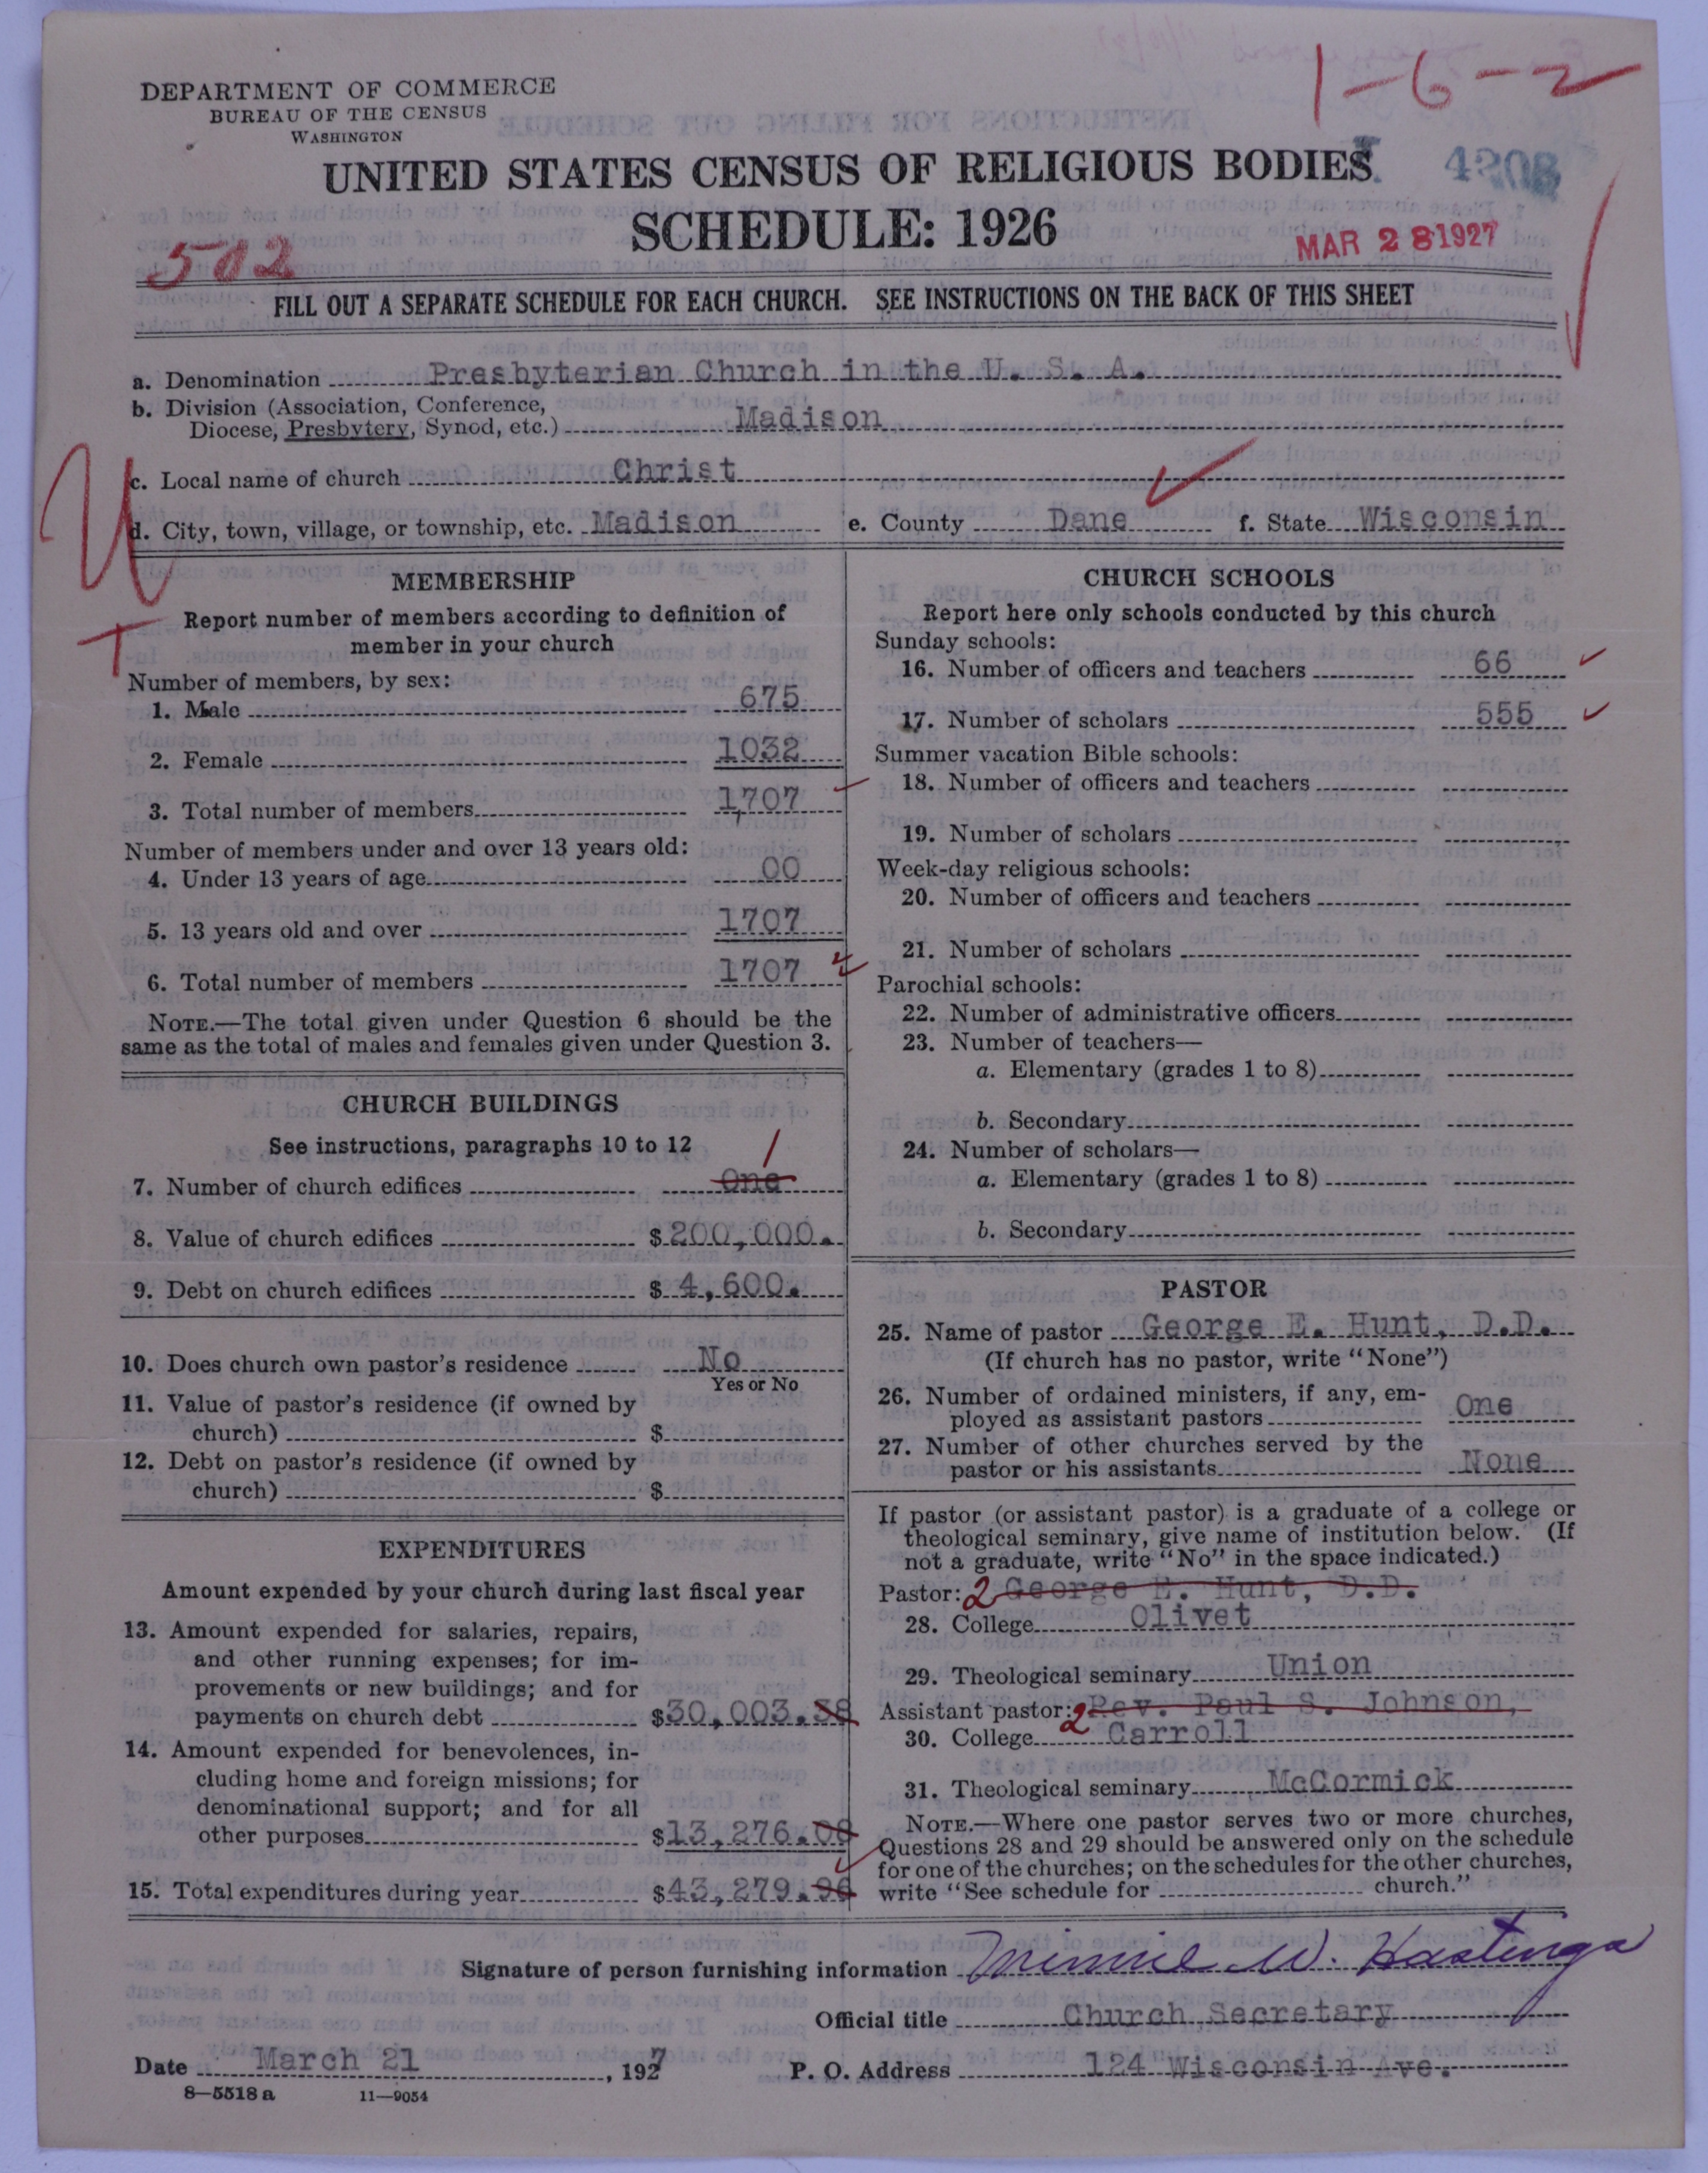 1-6-2
DEPARTMENT OF COMMERCE
BUREAU OF THE CENSUS
WASHINGTON
UNITED STATES CENSUS OF RELIGIOUS BODIES
SCHEDULE: 1926
MAR 28 1927
502
FILL OUT A SEPARATE SCHEDULE FOR EACH CHURCH. SEE INSTRUCTIONS ON THE BACK OF THIS SHEET
a. Denomination Presbyterian Church in the U. S. A.
b. Division (Association, Conference,
Diocese, Presbytery, Synod, etc.) Madison
c. Local name of church Christ
d. City, town, village, or township, etc. Madison e. County Dane f. State Wisconsin
U
T
MEMBERSHIP
Report number of members according to definition of
member in your church
Number of members, by sex:
1. Male 675
2. Female 1032
3. Total number of members 1707
Number of members under and over 13 years old:
4. Under 13 years of age 00
5. 13 years old and over 1707
6. Total number of members 1707
NOTE.—The total given under Question 6 should be the
same as the total of males and females given under Question 3.
CHURCH BUILDINGS
See instructions, paragraphs 10 to 12
1
7. Number of church edifices One
8. Value of church edifices $200,000.
9. Debt on church edifices $ 4,600.
10. Does church own pastor's residence No
Yes or No
11. Value of pastor's residence (if owned by
church) $
12. Debt on pastor's residence (if owned by
church) $
EXPENDITURES
Amount expended by your church during last fiscal year
13. Amount expended for salaries, repairs,
and other running expenses; for im-
provements or new buildings; and for
payments on church debt $30,003.38
14. Amount expended for benevolences, in-
cluding home and foreign missions; for
denominational support; and for all
other purposes $13,276.
15. Total expenditures during year $43,279.96
CHURCH SCHOOLS
Report here only schools conducted by this church
Sunday schools:
16. Number of officers and teachers 66
17. Number of scholars 555
Summer vacation Bible schools:
18. Number of officers and teachers
19. Number of scholars
Week-day religious schools:
20. Number of officers and teachers
21. Number of scholars
Parochial schools:
22. Number of administrative officers
23. Number of teachers—
a. Elementary (grades 1 to 8)
b. Secondary
24. Number of scholars—
a. Elementary (grades 1 to 8)
b. Secondary
PASTOR
25. Name of pastor George E. Hunt, D.D.
(If church has no pastor, write "None")
26. Number of ordained ministers, if any, em-
ployed as assistant pastors One
27. Number of other churches served by the
pastor or his assistants None
If pastor (or assistant pastor) is a graduate of a college or
theological seminary, give name of institution below. (If
not a graduate, write "No" in the space indicated.)
Pastor: 2 George E. Hunt, D.D.
28. College Olivet
29. Theological seminary Union
Assistant pastor: 2 Rev. Paul S. Johnson,
30. College Carroll
31. Theological seminary McCormick
NOTE.—Where one pastor serves two or more churches,
Questions 28 and 29 should be answered only on the schedule
for one of the churches; on the schedules for the other churches,
write "See schedule for church."
Signature of person furnishing information Minnie W. Hastings
Official title Church Secretary
Date March 21, 1927 P. O. Address 124 Wisconsin Ave.
8—5518 a 11—9054